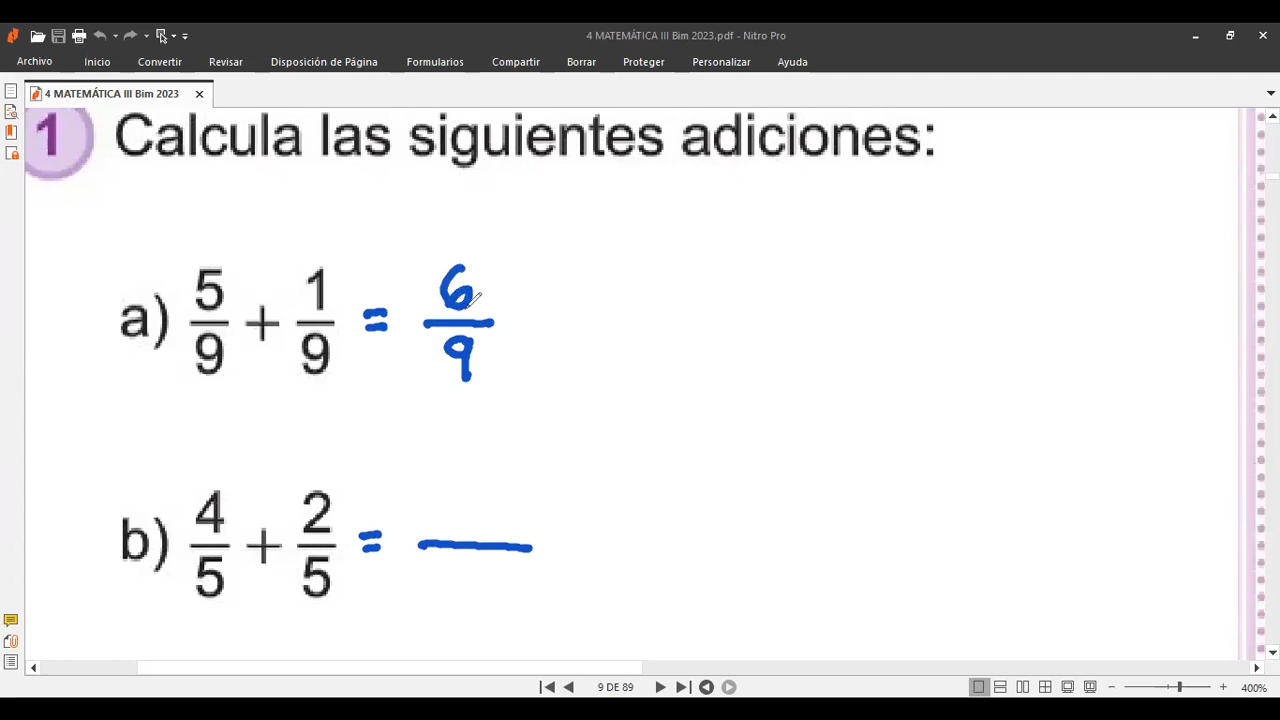 4 MATEMÁTICA III Bim 2023.pdf - Nitro Pro
Archivo Inicio Convertir Revisar Disposición de Página Formularios Compartir Borrar Proteger Personalizar Ayuda
4 MATEMÁTICA III Bim 2023
1 Calcula las siguientes adiciones:
a) 5/9 + 1/9 = 6/9
b) 4/5 + 2/5 =
9 DE 89
400%